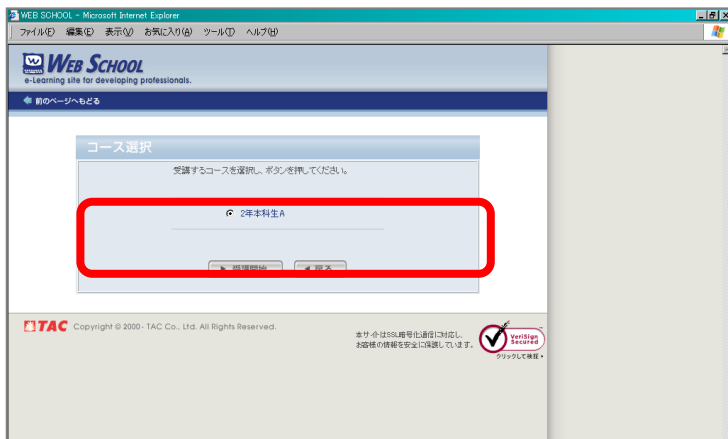 WEB SCHOOL - Microsoft Internet Explorer
ファイル(F) 編集(E) 表示(V) お気に入り(A) ツール(T) ヘルプ(H)
WEB SCHOOL
e-Learning site for developing professionals.
前のページへもどる
コース選択
受講するコースを選択し、ボタンを押してください。
2年本科生A
受講開始 戻る
TAC Copyright © 2000- TAC Co., Ltd. All Rights Reserved.
本サイトはSSL暗号化通信に対応し、
お客様の情報を安全に保護しています。
VeriSign
Secured
クリックして検証